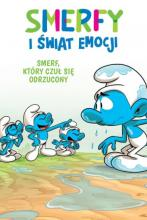 SMERFY
I ŚWIAT EMOCJI
SMERF,
KTÓRY CZUŁ SIĘ
ODRZUCONY